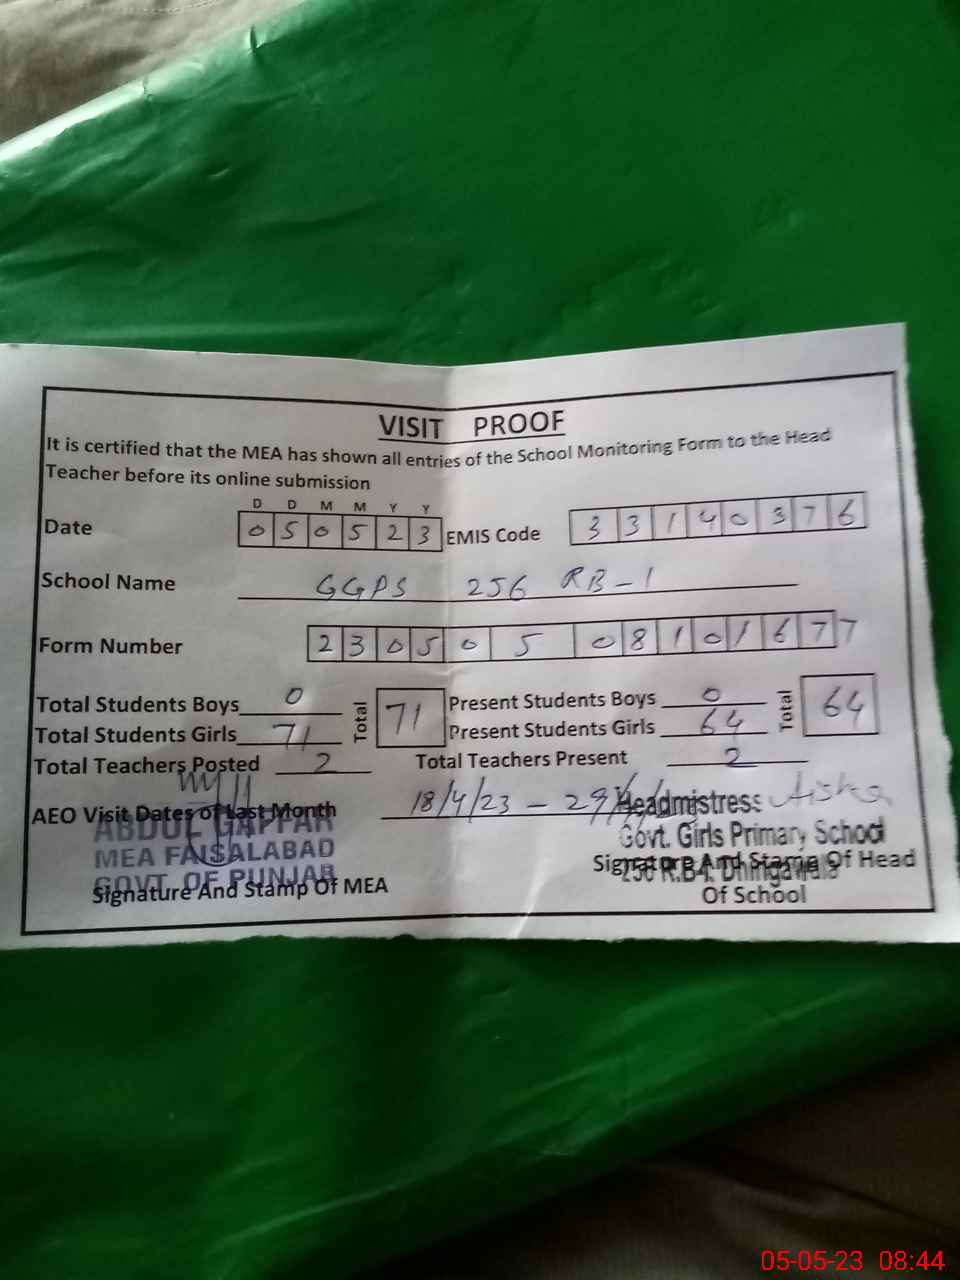 VISIT PROOF
It is certified that the MEA has shown all entries of the School Monitoring Form to the Head
Teacher before its online submission
D D M M Y Y
Date 0 5 0 5 2 3 EMIS Code 3 3 1 4 0 3 7 6
School Name GGPS 256 RB-1
Form Number 2 3 0 5 0 5 0 8 1 0 1 6 7 7
Total Students Boys 0 Total 71 Present Students Boys 0 Total 64
Total Students Girls 71 Present Students Girls 64
Total Teachers Posted 2 Total Teachers Present 2
AEO Visit Dates of Last Month 18/4/23 - 29/4/ Headmistress Aisha
ABDUL GAFFAR Govt. Girls Primary School
MEA FAISALABAD Signature And Stamp Of Head
GOVT. OF PUNJAB 256 R.B-1. Dhingawala
Signature And Stamp Of MEA Of School
05-05-23 08:44